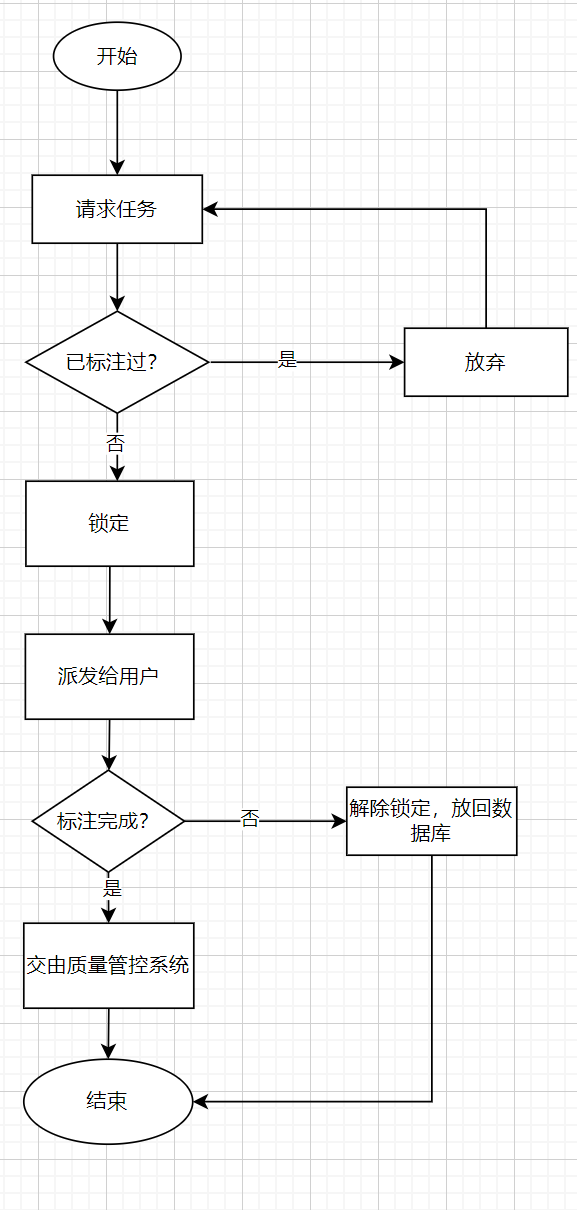 开始
请求任务
已标注过？
是
放弃
否
锁定
派发给用户
标注完成？
否
解除锁定，放回数
据库
是
交由质量管控系统
结束